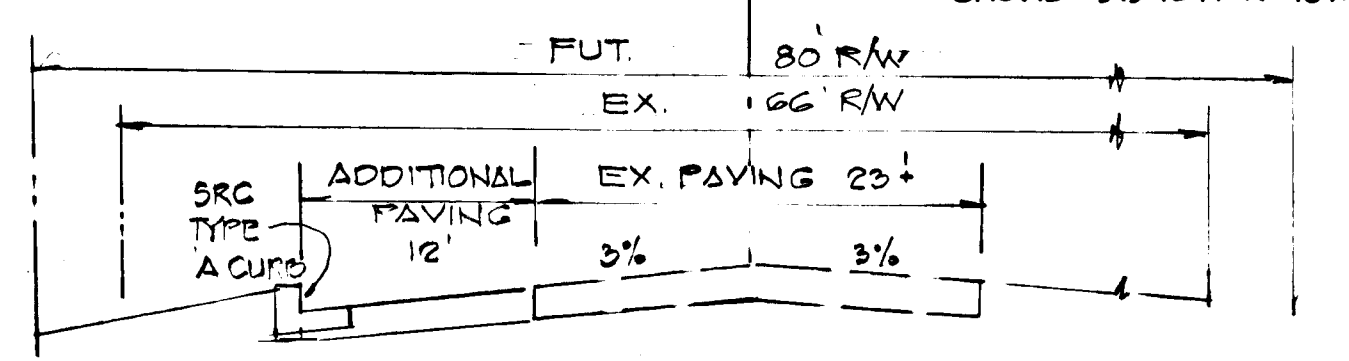 FUT. 80' R/W
EX. 66' R/W
ADDITIONAL
PAVING
12'
EX. PAVING 23±
SRC
TYPE
'A CURB
3%
3%